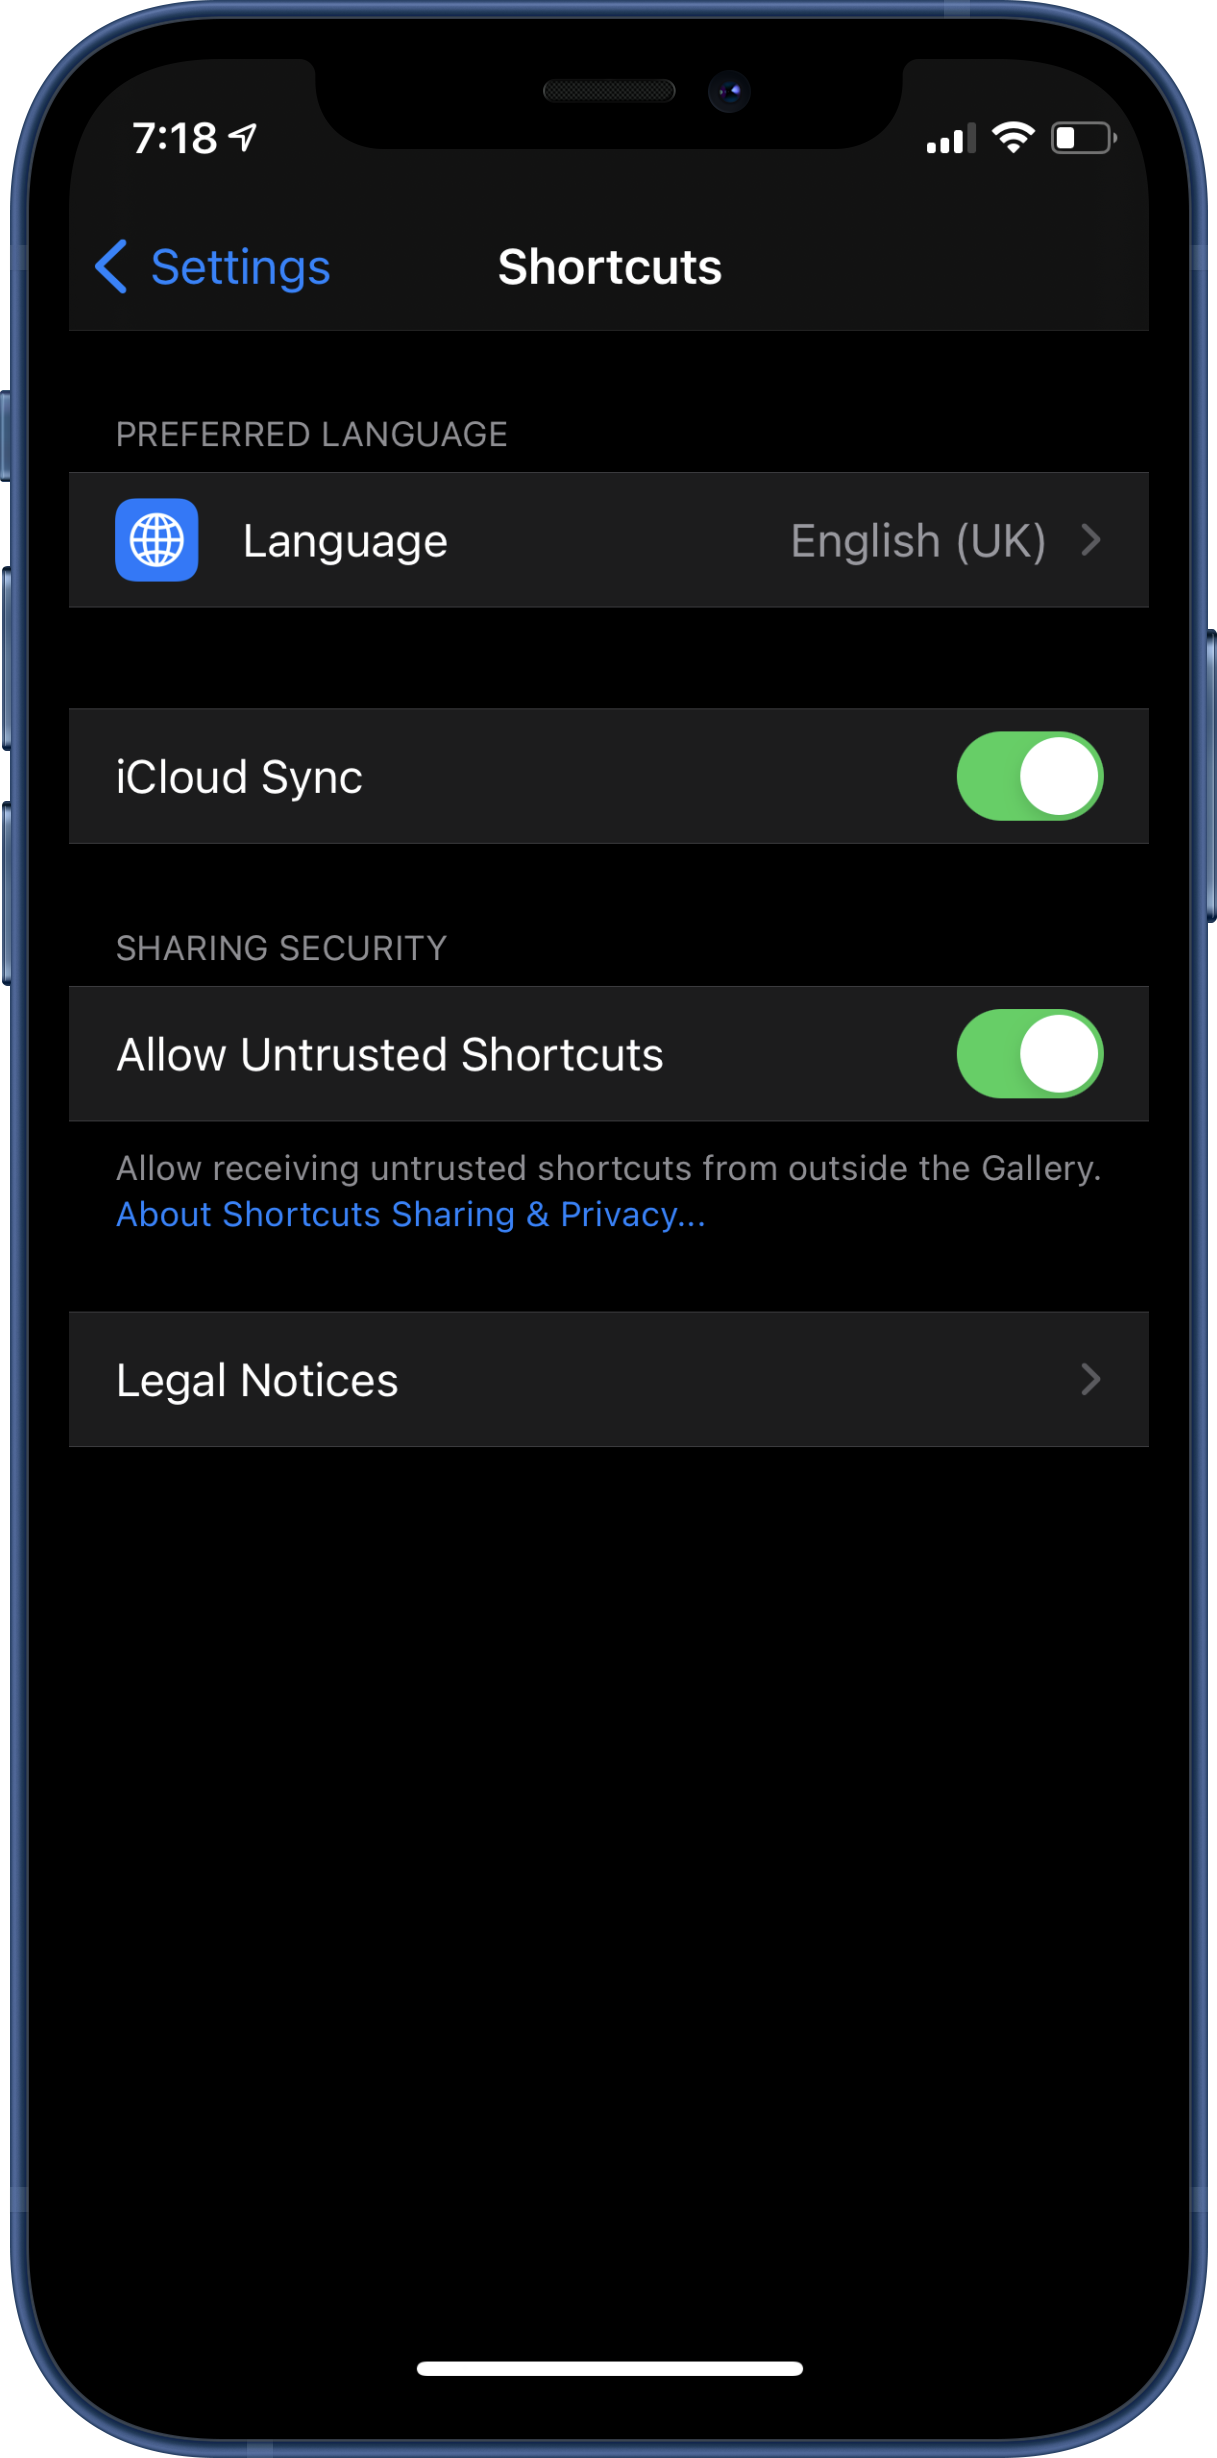 7:18
Settings
Shortcuts
PREFERRED LANGUAGE
Language
English (UK)
iCloud Sync
SHARING SECURITY
Allow Untrusted Shortcuts
Allow receiving untrusted shortcuts from outside the Gallery.
About Shortcuts Sharing & Privacy...
Legal Notices